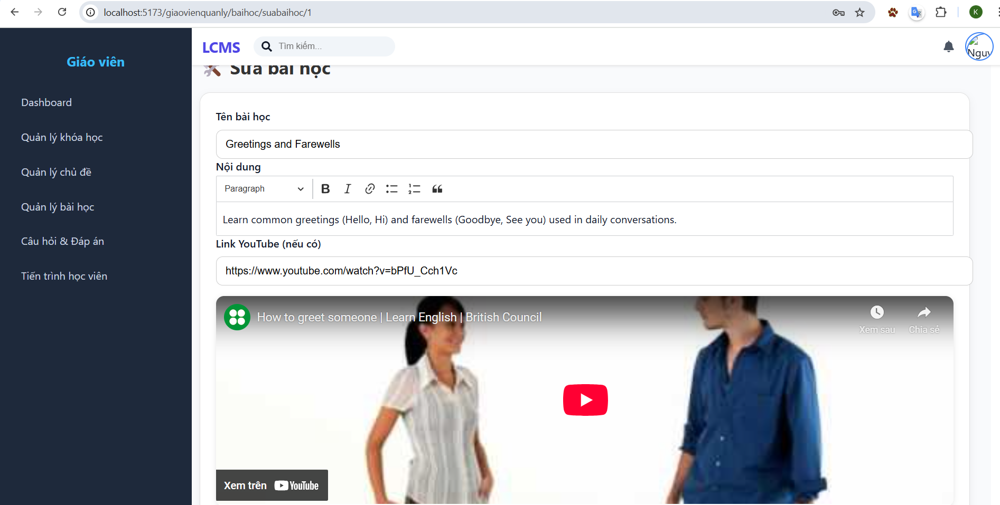 localhost:5173/giaovienquanly/baihoc/suabaihoc/1
K
Giáo viên
Dashboard
Quản lý khóa học
Quản lý chủ đề
Quản lý bài học
Câu hỏi & Đáp án
Tiến trình học viên
LCMS
Tìm kiếm...
Nguy
Sửa bài học
Tên bài học
Greetings and Farewells
Nội dung
Paragraph
Learn common greetings (Hello, Hi) and farewells (Goodbye, See you) used in daily conversations.
Link YouTube (nếu có)
https://www.youtube.com/watch?v=bPfU_Cch1Vc
How to greet someone | Learn English | British Council
Xem sau
Chia sẻ
Xem trên YouTube